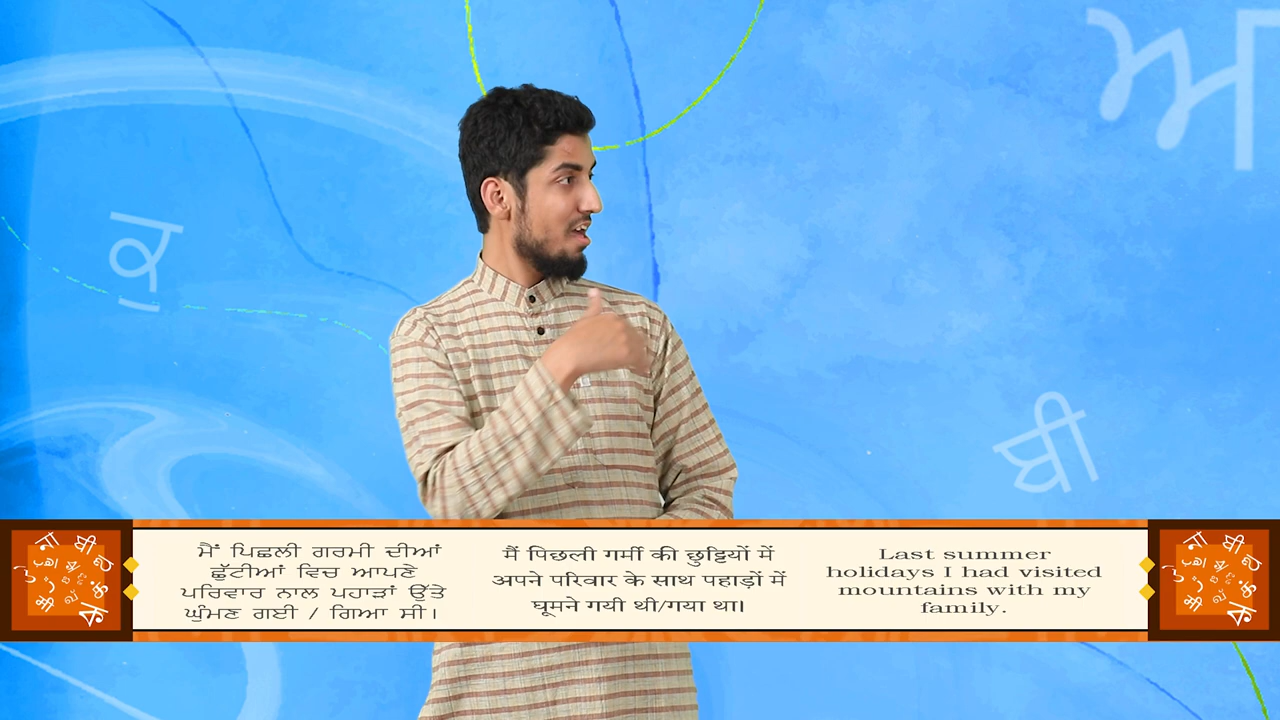 ਅ
ਕੁ
ਬੀ
ਮੈਂ ਪਿਛਲੀ ਗਰਮੀ ਦੀਆਂ
ਛੁੱਟੀਆਂ ਵਿਚ ਆਪਣੇ
ਪਰਿਵਾਰ ਨਾਲ ਪਹਾੜਾਂ ਉੱਤੇ
ਘੁੰਮਣ ਗਈ / ਗਿਆ ਸੀ।
मैं पिछली गर्मी की छुट्टियों में
अपने परिवार के साथ पहाड़ों में
घूमने गयी थी/गया था।
Last summer
holidays I had visited
mountains with my
family.